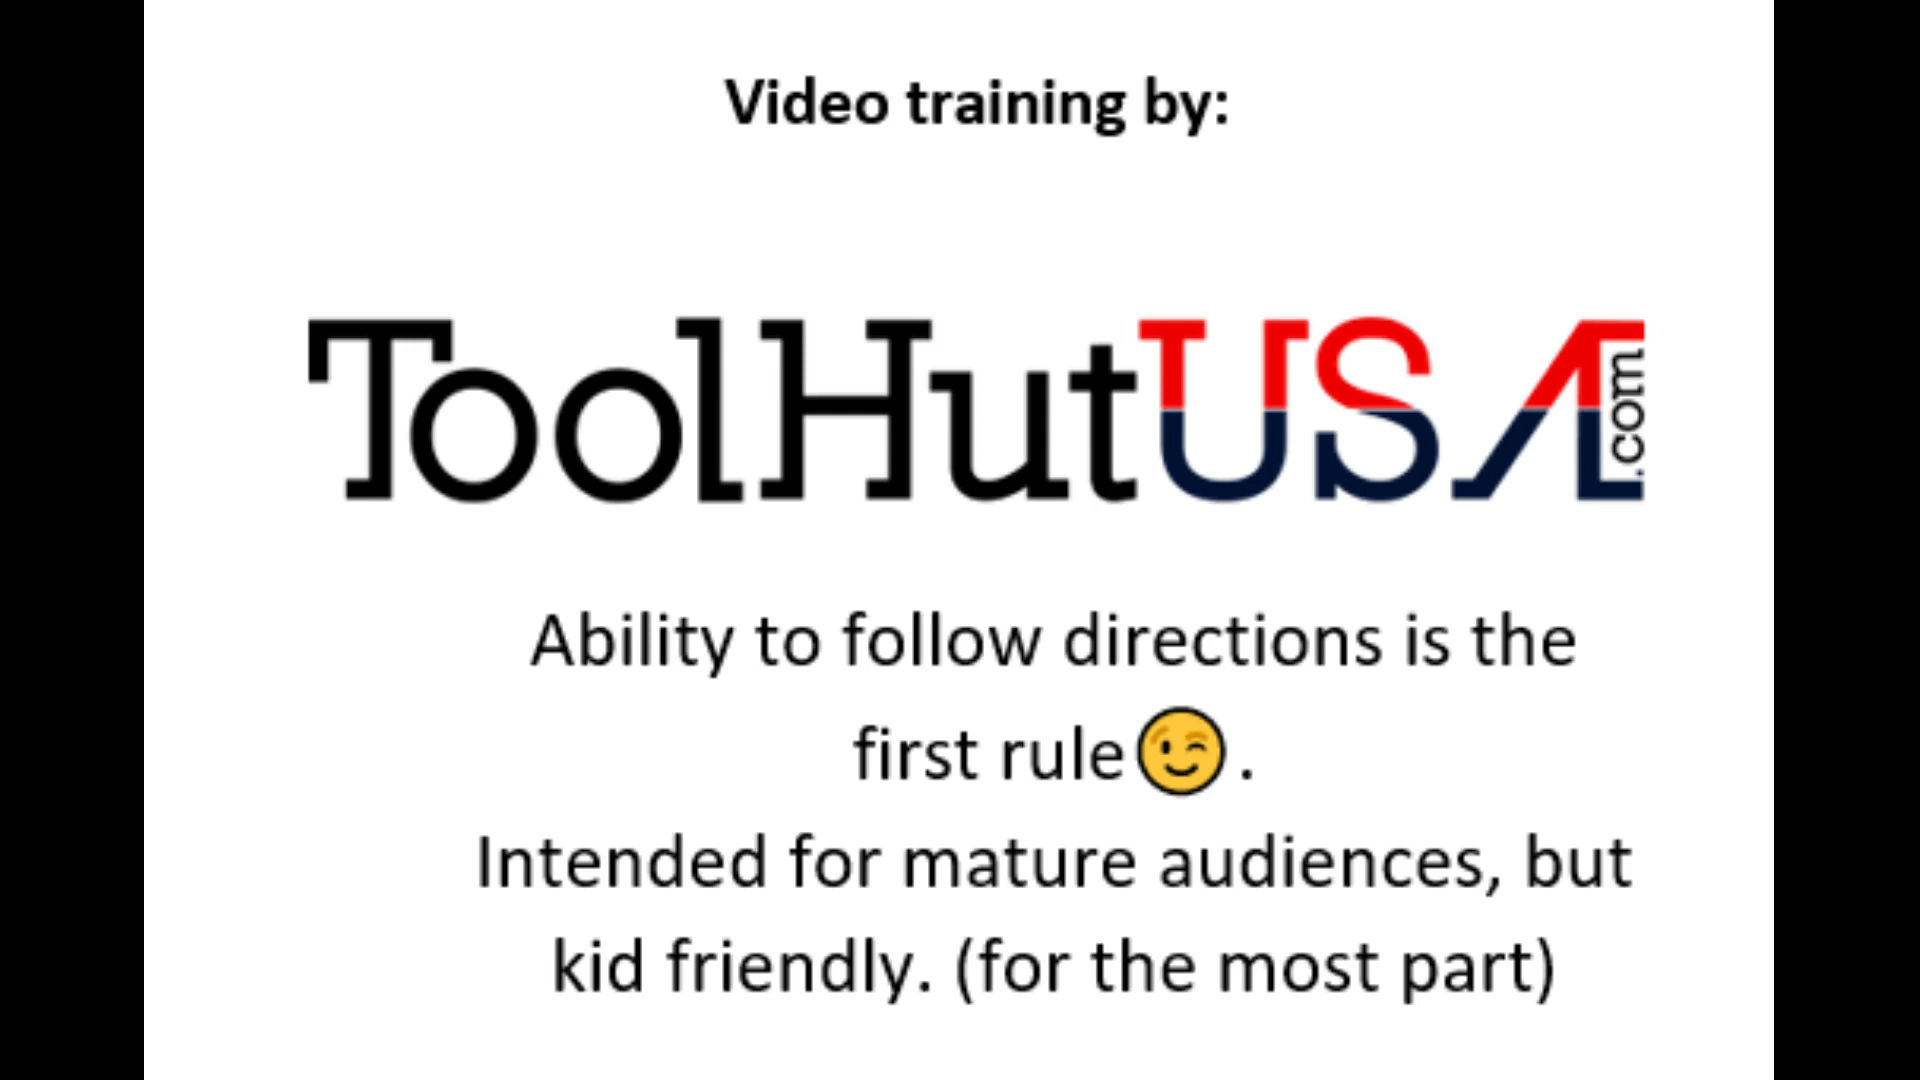 Video training by:
ToolHutUSA.com
Ability to follow directions is the
first rule😉.
Intended for mature audiences, but
kid friendly. (for the most part)